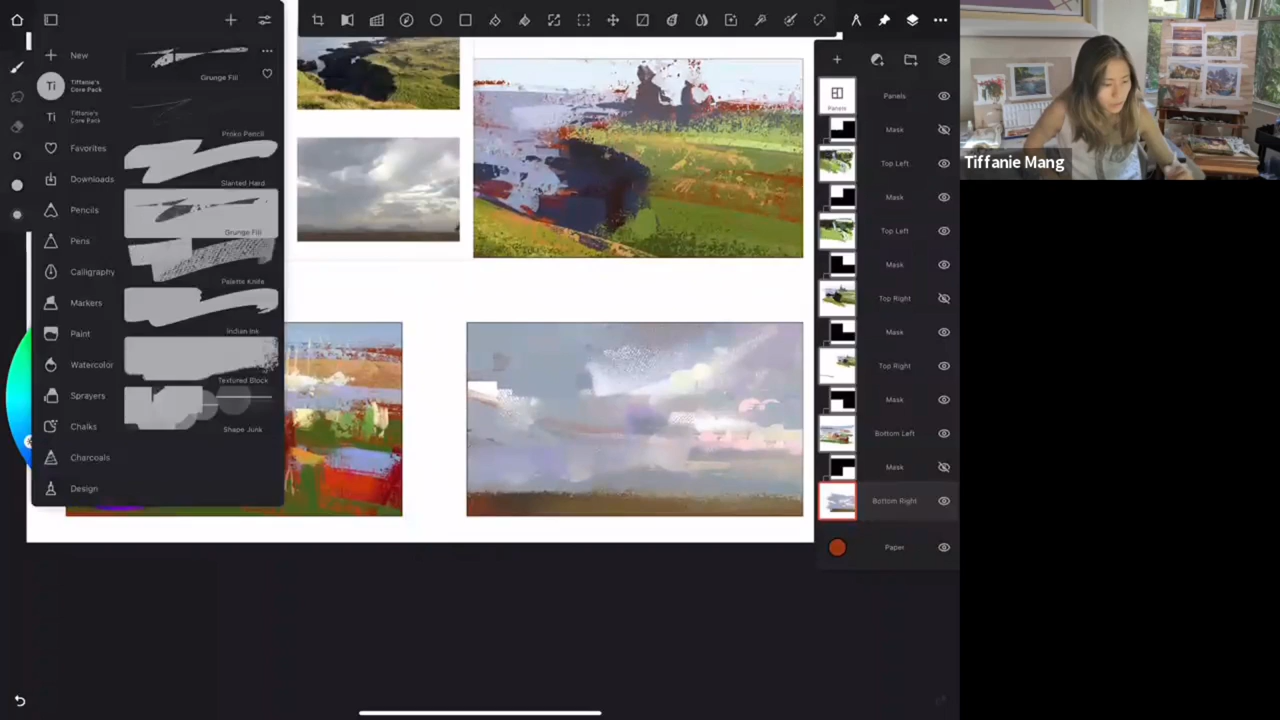 New
Grunge Fill
Ti
Tiffanie's
Core Pack
Ti
Tiffanie's
Core Pack
Proko Pencil
Favorites
Downloads
Slanted Hard
Pencils
Grunge Fill
Pens
Calligraphy
Palette Knife
Markers
Indian Ink
Paint
Watercolor
Textured Block
Sprayers
Chalks
Shape Junk
Charcoals
Design
Panels
Panels
Mask
Top Left
Mask
Top Left
Mask
Top Right
Mask
Top Right
Mask
Bottom Left
Mask
Bottom Right
Paper
Tiffanie Mang